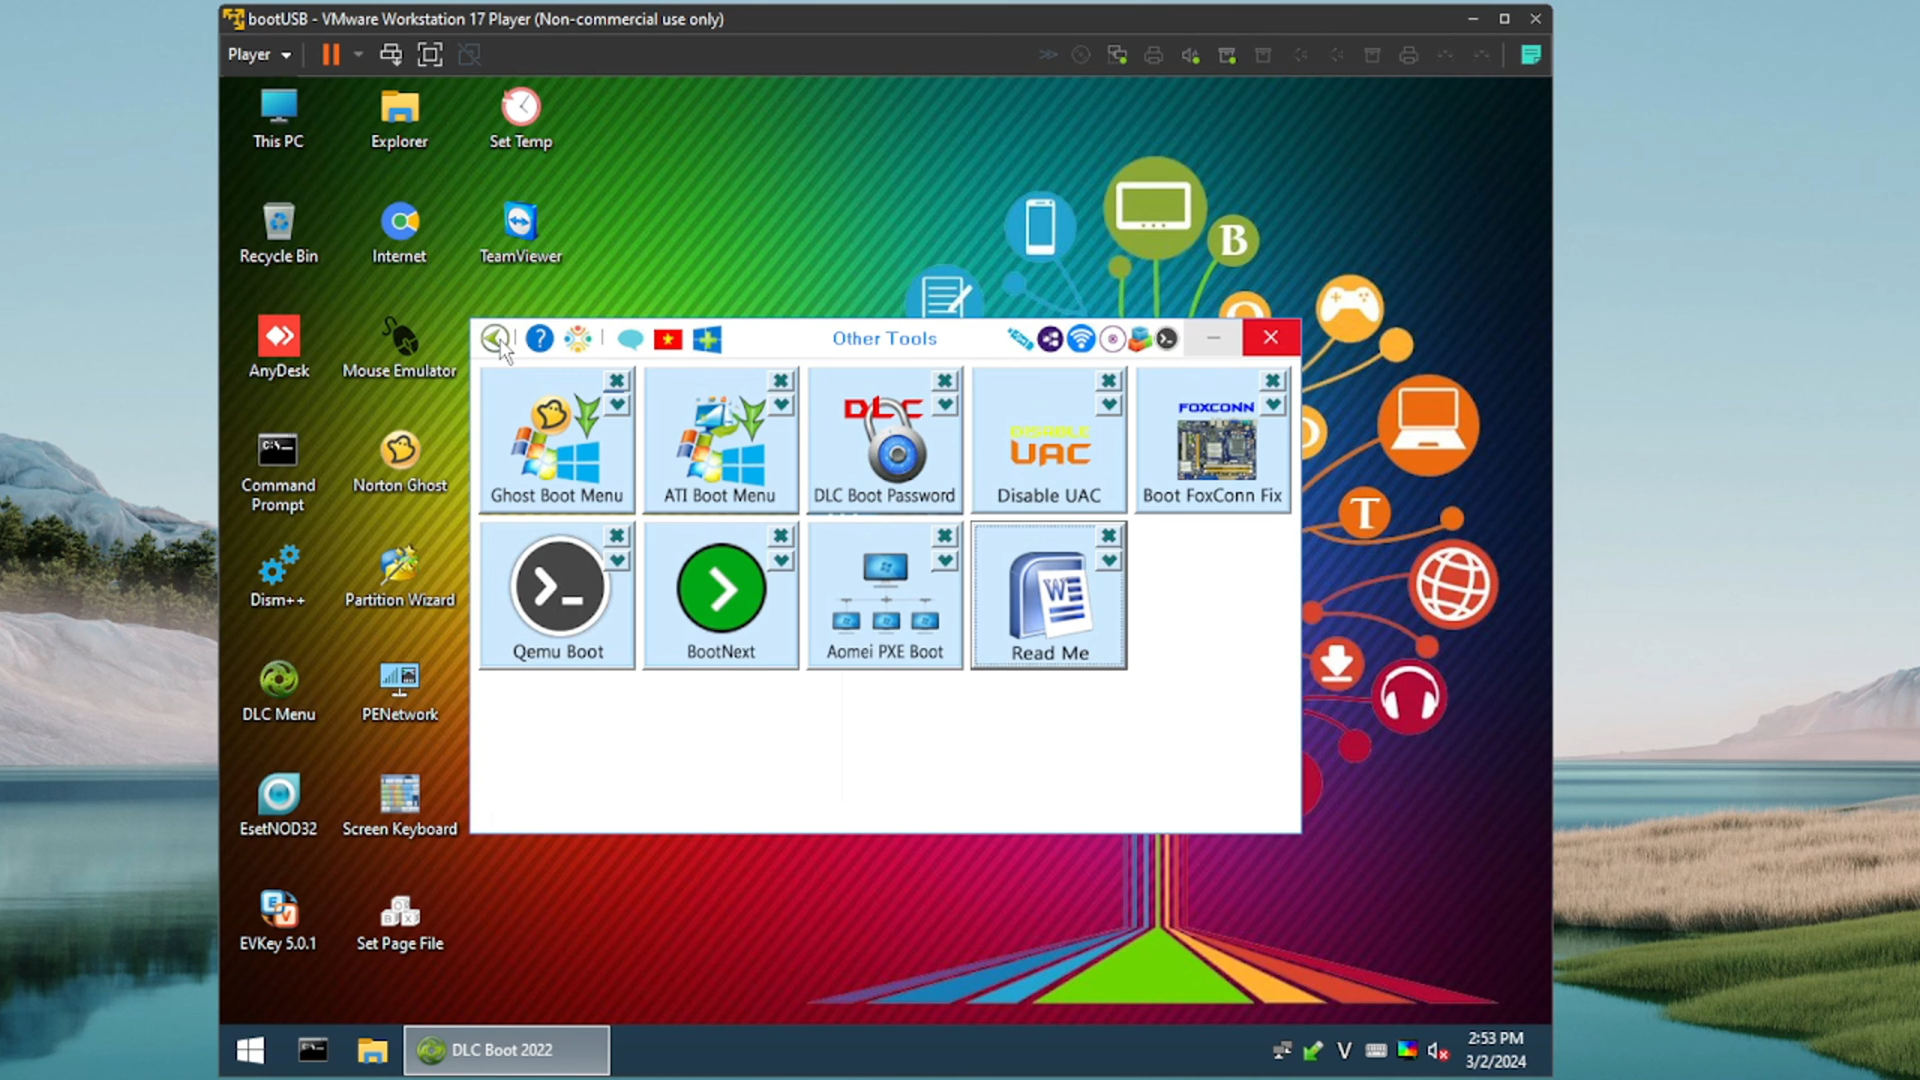 bootUSB - VMware Workstation 17 Player (Non-commercial use only)
Player
This PC
Explorer
Set Temp
Recycle Bin
Internet
TeamViewer
AnyDesk
Mouse Emulator
Command
Prompt
Norton Ghost
Dism++
Partition Wizard
DLC Menu
PENetwork
EsetNOD32
Screen Keyboard
EVKey 5.0.1
Set Page File
B
T
Other Tools
Ghost Boot Menu
ATI Boot Menu
DLC
DLC Boot Password
DISABLE
UAC
Disable UAC
FOXCONN
Boot FoxConn Fix
Qemu Boot
BootNext
Aomei PXE Boot
W
Read Me
DLC Boot 2022
V
2:53 PM
3/2/2024